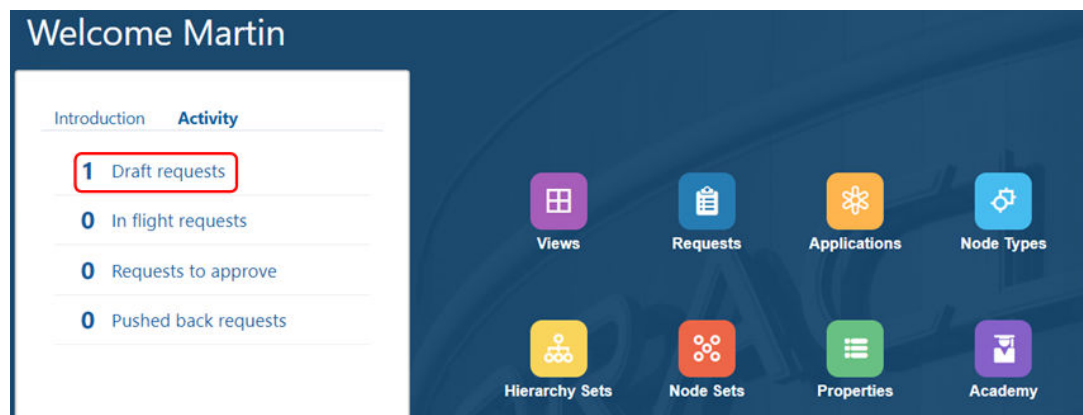 Welcome Martin
Introduction Activity
1 Draft requests
0 In flight requests
0 Requests to approve
0 Pushed back requests
Views Requests Applications Node Types
Hierarchy Sets Node Sets Properties Academy